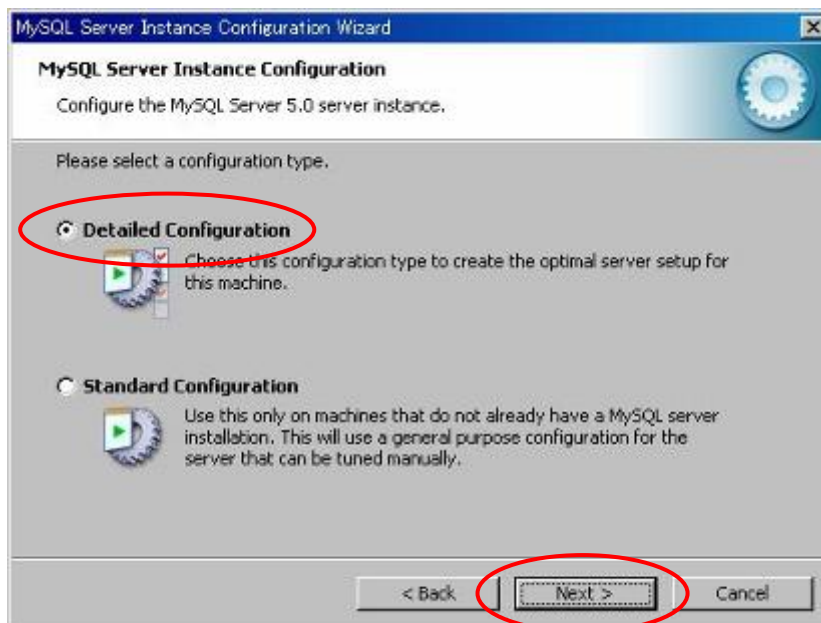 MySQL Server Instance Configuration Wizard
MySQL Server Instance Configuration
Configure the MySQL Server 5.0 server instance.
Please select a configuration type.
Detailed Configuration
Choose this configuration type to create the optimal server setup for
this machine.
Standard Configuration
Use this only on machines that do not already have a MySQL server
installation. This will use a general purpose configuration for the
server that can be tuned manually.
< Back
Next >
Cancel